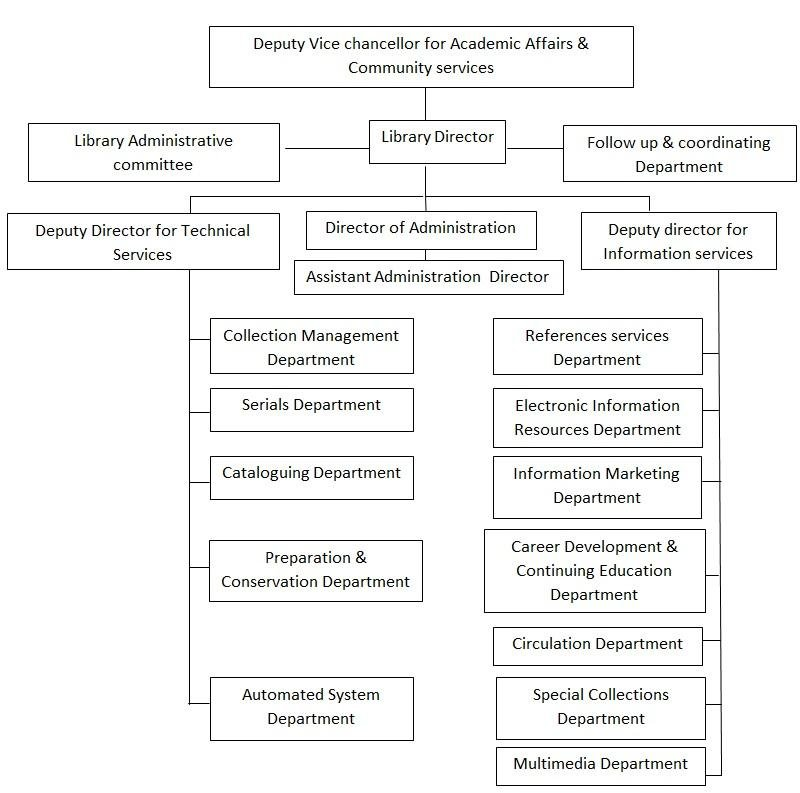 Deputy Vice chancellor for Academic Affairs &
Community services
Library Administrative
committee
Library Director
Follow up & coordinating
Department
Deputy Director for Technical
Services
Director of Administration
Deputy director for
Information services
Assistant Administration Director
Collection Management
Department
Serials Department
Cataloguing Department
Preparation &
Conservation Department
Automated System
Department
References services
Department
Electronic Information
Resources Department
Information Marketing
Department
Career Development &
Continuing Education
Department
Circulation Department
Special Collections
Department
Multimedia Department